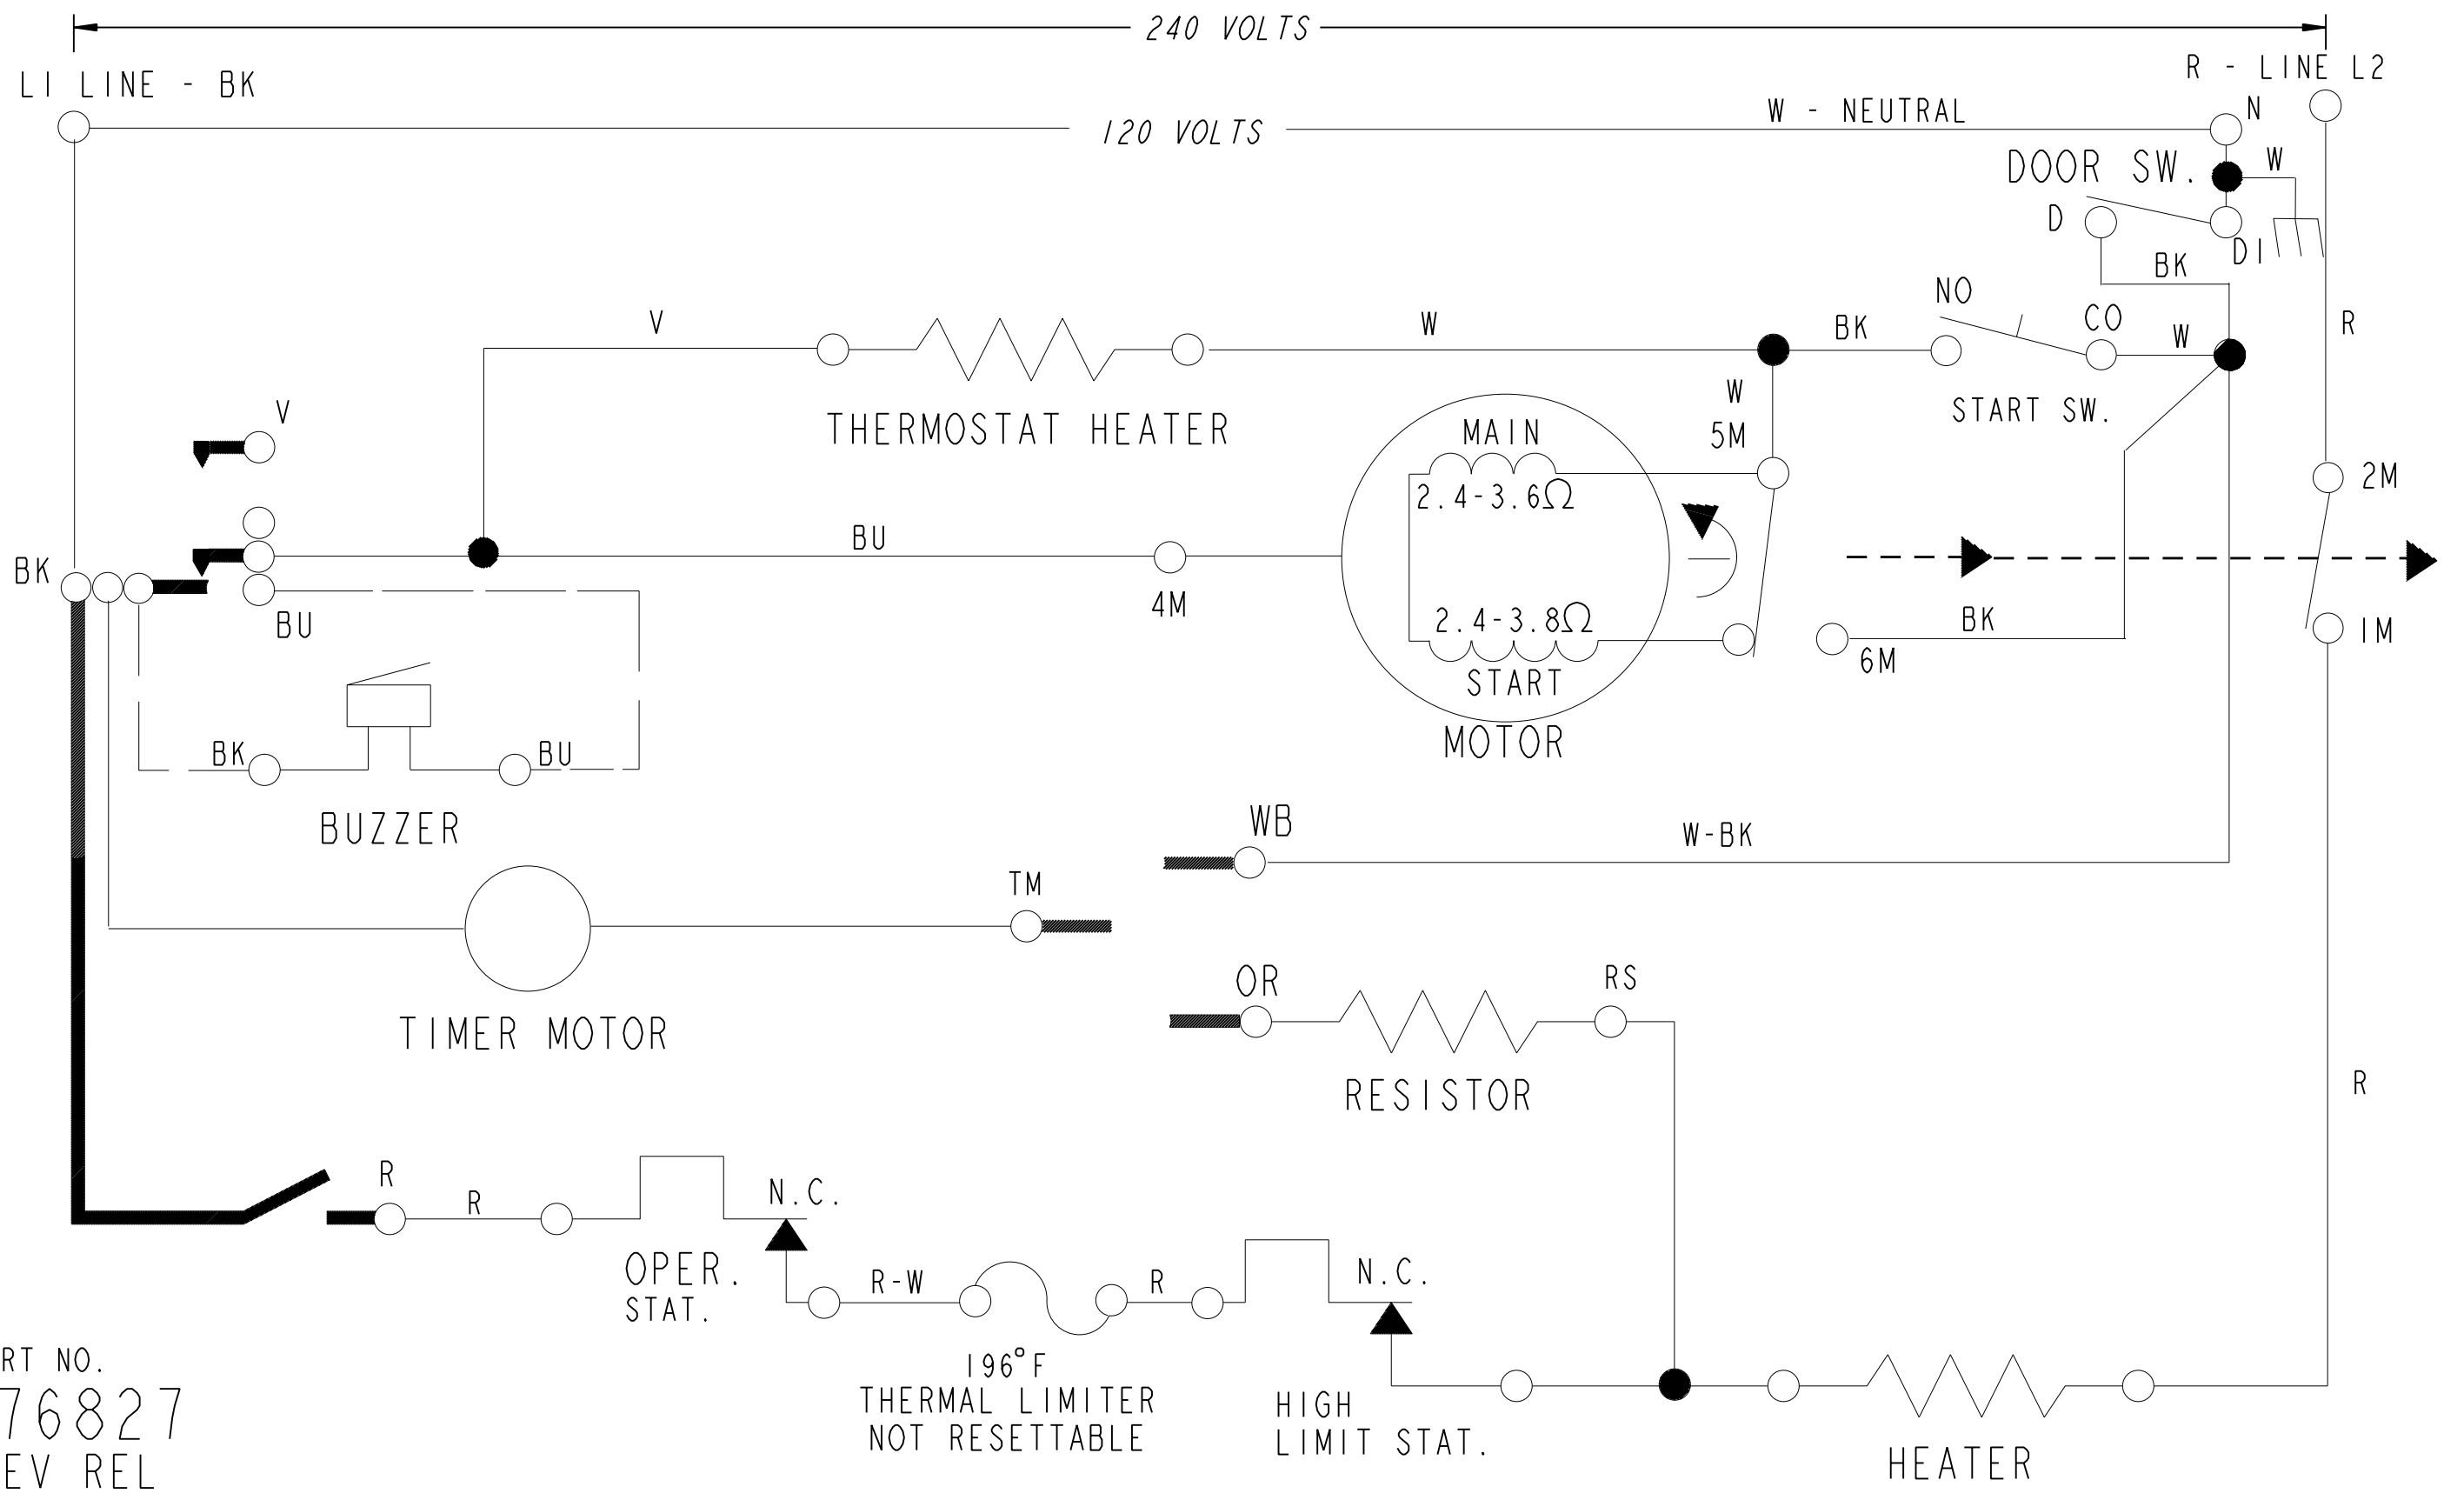 240 VOLTS
R - LINE L2
L1 LINE - BK
W - NEUTRAL
N
120 VOLTS
DOOR SW.
W
D
D1
BK
NO
CO
V
W
BK
W
R
THERMOSTAT HEATER
W
START SW.
V
MAIN
5M
2.4-3.6Ω
2M
BU
BK
4M
BU
2.4-3.8Ω
BK
1M
6M
START
MOTOR
BK
BU
BUZZER
WB
W-BK
TM
OR
RS
TIMER MOTOR
RESISTOR
R
R
R
N.C.
OPER.
STAT.
R-W
R
N.C.
196°F
THERMAL LIMITER
NOT RESETTABLE
HIGH
LIMIT STAT.
HEATER
RT NO.
76827
EV REL